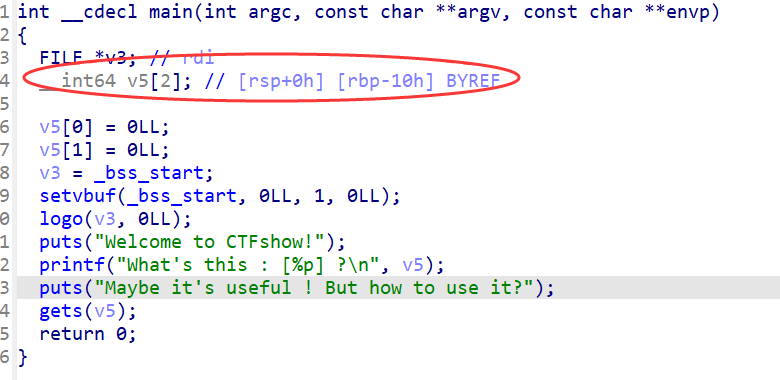 1 int __cdecl main(int argc, const char **argv, const char **envp)
2 {
3   FILE *v3; // rdi
4   __int64 v5[2]; // [rsp+0h] [rbp-10h] BYREF
5
6   v5[0] = 0LL;
7   v5[1] = 0LL;
8   v3 = _bss_start;
9   setvbuf(_bss_start, 0LL, 1, 0LL);
0   logo(v3, 0LL);
1   puts("Welcome to CTFshow!");
2   printf("What's this : [%p] ?\n", v5);
3   puts("Maybe it's useful ! But how to use it?");
4   gets(v5);
5   return 0;
6 }